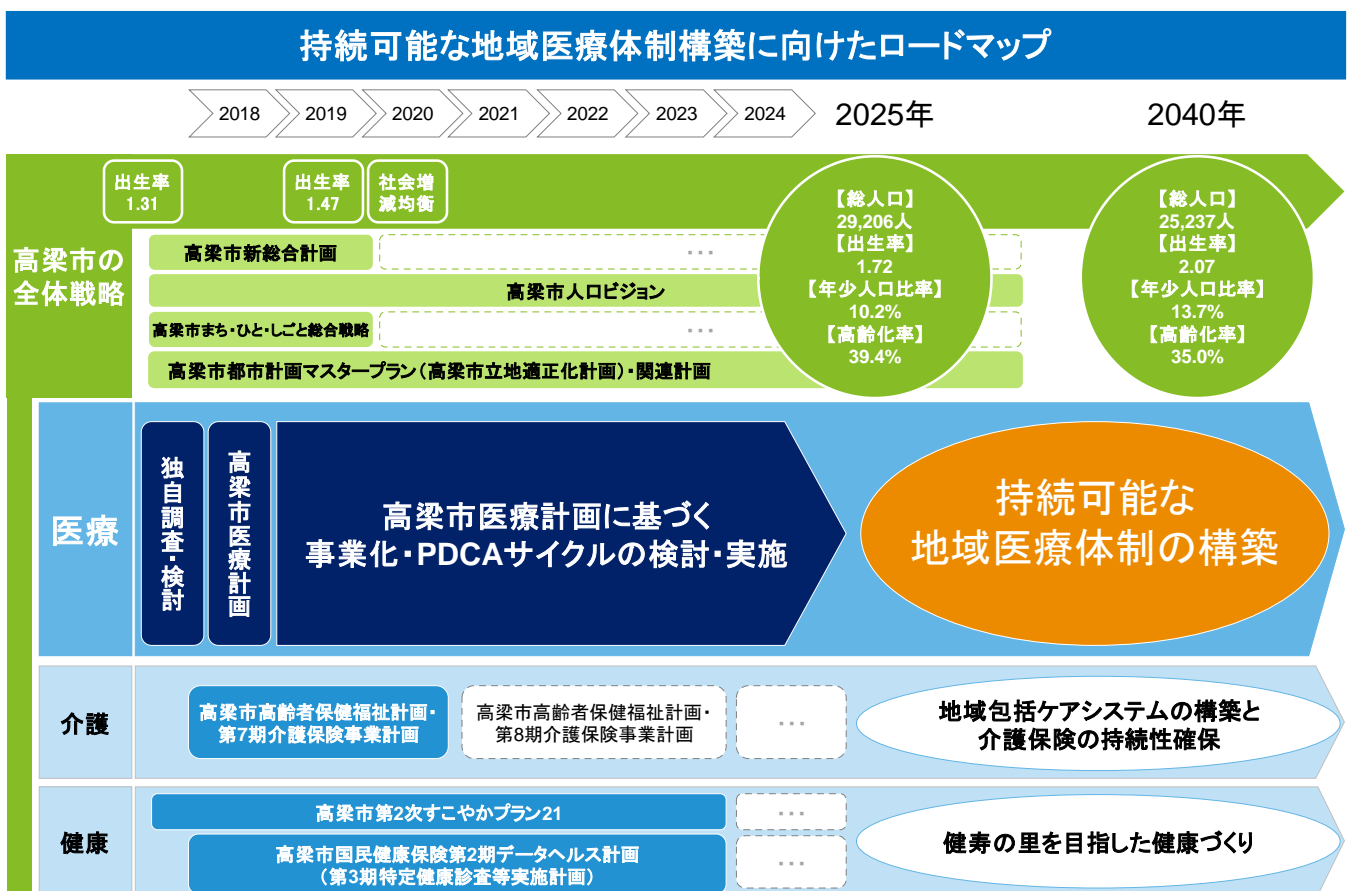 持続可能な地域医療体制構築に向けたロードマップ
2018
2019
2020
2021
2022
2023
2024
2025年
2040年
出生率
1.31
出生率
1.47
社会増
減均衡
高梁市の
全体戦略
高梁市新総合計画
…
高梁市人口ビジョン
高梁市まち・ひと・しごと総合戦略
…
高梁市都市計画マスタープラン（高梁市立地適正化計画）・関連計画
【総人口】
29,206人
【出生率】
1.72
【年少人口比率】
10.2%
【高齢化率】
39.4%
【総人口】
25,237人
【出生率】
2.07
【年少人口比率】
13.7%
【高齢化率】
35.0%
医療
独自調査・検討
高梁市医療計画
高梁市医療計画に基づく
事業化・PDCAサイクルの検討・実施
持続可能な
地域医療体制の構築
介護
高梁市高齢者保健福祉計画・
第7期介護保険事業計画
高梁市高齢者保健福祉計画・
第8期介護保険事業計画
…
地域包括ケアシステムの構築と
介護保険の持続性確保
健康
高梁市第2次すこやかプラン21
…
高梁市国民健康保険第2期データヘルス計画
（第3期特定健康診査等実施計画）
…
健寿の里を目指した健康づくり